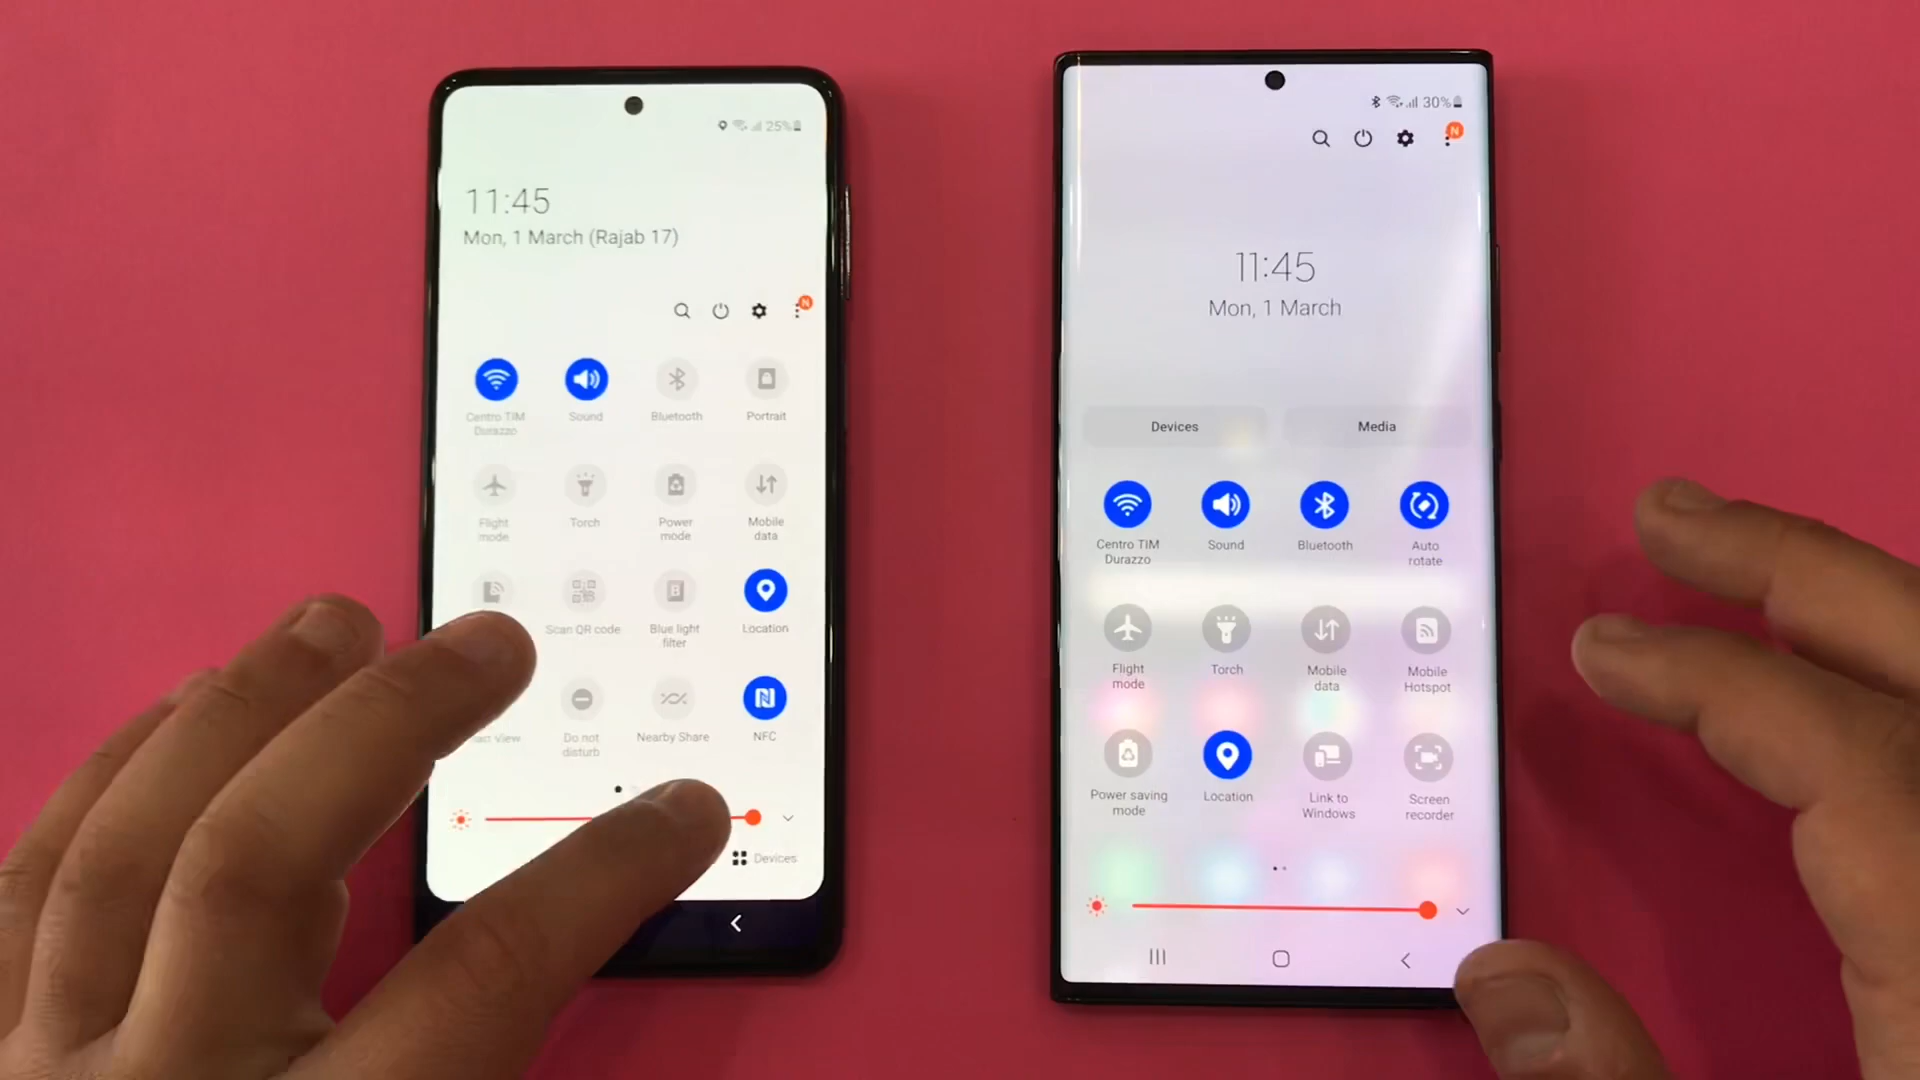 25%
11:45
Mon, 1 March (Rajab 17)
N
Centro TIM
Durazzo
Sound
Bluetooth
Portrait
Flight
mode
Torch
Power
mode
Mobile
data
Scan QR code
Blue light
filter
Location
View
Do not
disturb
Nearby Share
NFC
Devices
30%
N
11:45
Mon, 1 March
Devices
Media
Centro TIM
Durazzo
Sound
Bluetooth
Auto
rotate
Flight
mode
Torch
Mobile
data
Mobile
Hotspot
Power saving
mode
Location
Link to
Windows
Screen
recorder